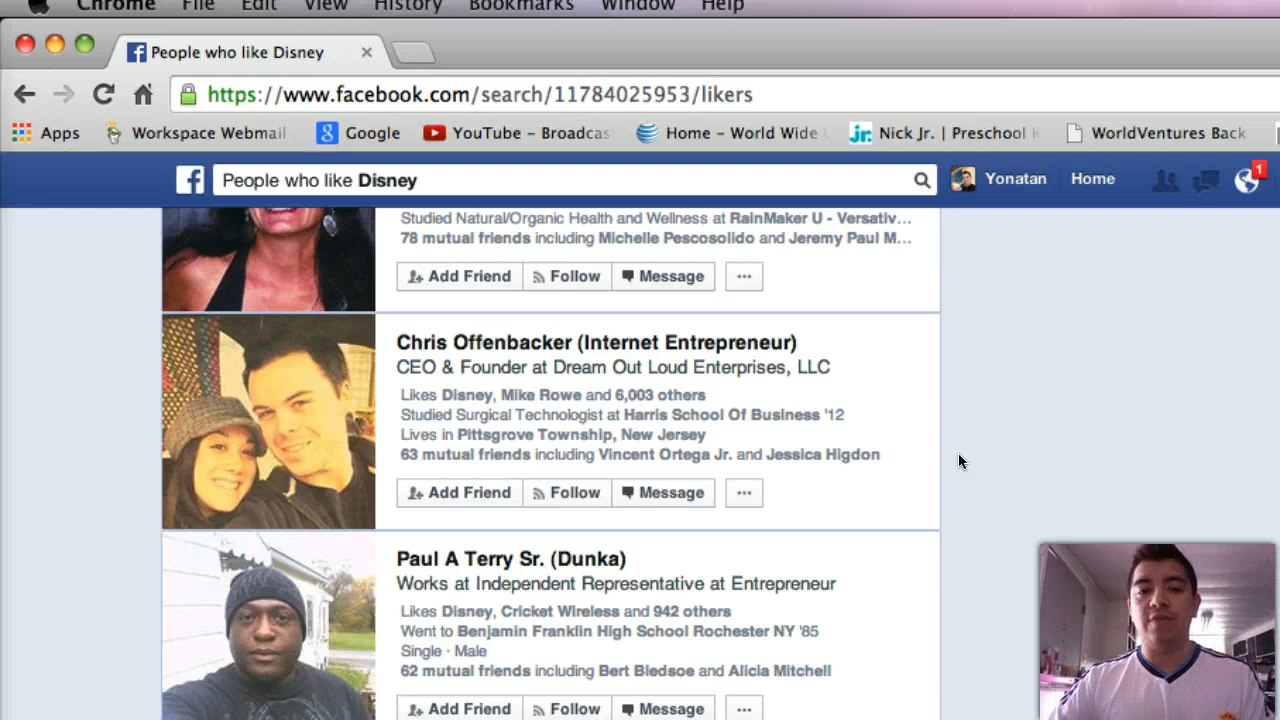 Chrome File Edit View History Bookmarks Window Help
People who like Disney
https://www.facebook.com/search/11784025953/likers
Apps Workspace Webmail Google YouTube - Broadcas Home - World Wide Nick Jr. | Preschool WorldVentures Back
People who like Disney Yonatan Home 1
Studied Natural/Organic Health and Wellness at RainMaker U - Versativ...
78 mutual friends including Michelle Pescosolido and Jeremy Paul M...
Add Friend Follow Message ...
Chris Offenbacker (Internet Entrepreneur)
CEO & Founder at Dream Out Loud Enterprises, LLC
Likes Disney, Mike Rowe and 6,003 others
Studied Surgical Technologist at Harris School Of Business '12
Lives in Pittsgrove Township, New Jersey
63 mutual friends including Vincent Ortega Jr. and Jessica Higdon
Add Friend Follow Message ...
Paul A Terry Sr. (Dunka)
Works at Independent Representative at Entrepreneur
Likes Disney, Cricket Wireless and 942 others
Went to Benjamin Franklin High School Rochester NY '85
Single · Male
62 mutual friends including Bert Bledsoe and Alicia Mitchell
Add Friend Follow Message ...